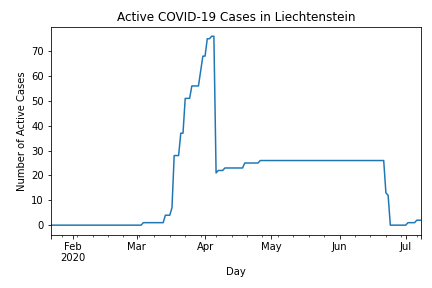 Active COVID-19 Cases in Liechtenstein
Number of Active Cases
70
60
50
40
30
20
10
0
Feb Mar Apr May Jun Jul
2020
Day